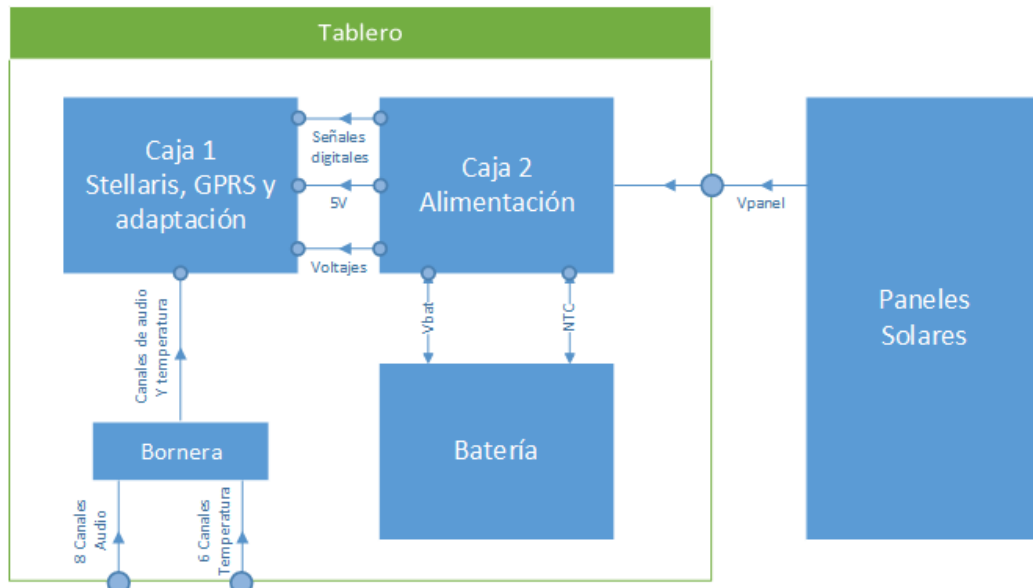 Tablero
Caja 1
Stellaris, GPRS y
adaptación
Señales
digitales
5V
Voltajes
Caja 2
Alimentación
Vpanel
Paneles
Solares
Vbat
NTC
Batería
Canales de audio
Y temperatura
Bornera
8 Canales
Audio
6 Canales
Temperatura